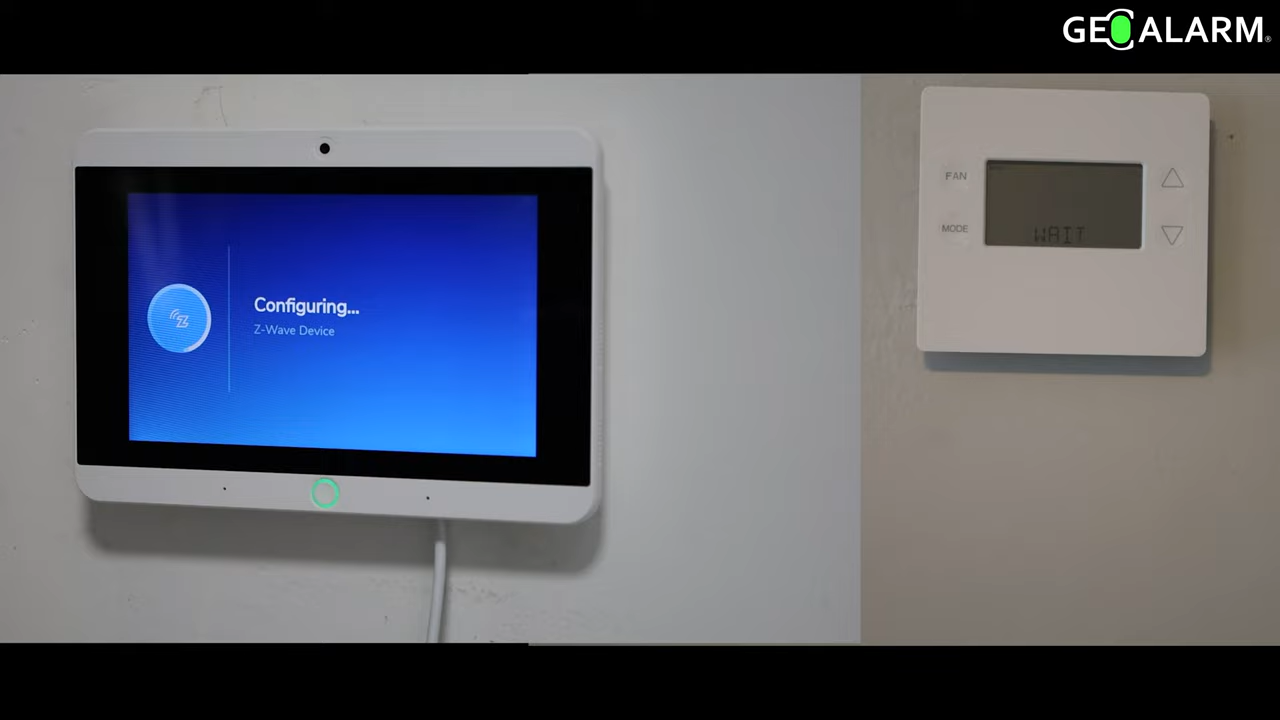 GEOALARM®
Configuring...
Z-Wave Device
Z
FAN
MODE
WAIT